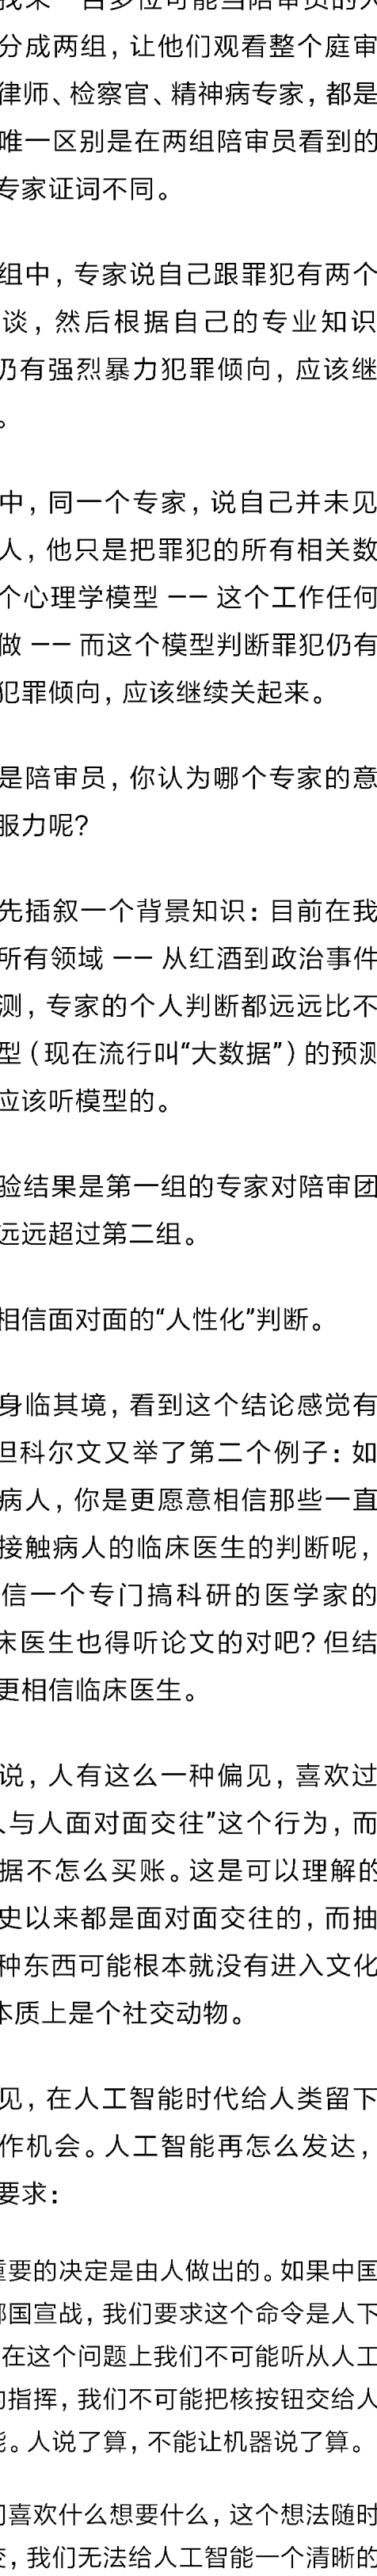 找来一百多位可能当陪审员的人
分成两组，让他们观看整个庭审
律师、检察官、精神病专家，都是
唯一区别是在两组陪审员看到的
专家证词不同。
组中，专家说自己跟罪犯有两个
谈，然后根据自己的专业知识
仍有强烈暴力犯罪倾向，应该继
。
中，同一个专家，说自己并未见
人，他只是把罪犯的所有相关数
个心理学模型 —— 这个工作任何
做 —— 而这个模型判断罪犯仍有
犯罪倾向，应该继续关起来。
是陪审员，你认为哪个专家的意
服力呢？
先插叙一个背景知识：目前在我
所有领域 —— 从红酒到政治事件
测，专家的个人判断都远远比不
型（现在流行叫“大数据”）的预测
应该听模型的。
验结果是第一组的专家对陪审团
远远超过第二组。
相信面对面的“人性化”判断。
身临其境，看到这个结论感觉有
但科尔文又举了第二个例子：如
病人，你是更愿意相信那些一直
接触病人的临床医生的判断呢，
信一个专门搞科研的医学家的
床医生也得听论文的对吧？但结
更相信临床医生。
说，人有这么一种偏见，喜欢过
人与人面对面交往”这个行为，而
据不怎么买账。这是可以理解的
史以来都是面对面交往的，而抽
种东西可能根本就没有进入文化
本质上是个社交动物。
见，在人工智能时代给人类留下
作机会。人工智能再怎么发达，
要求：
重要的决定是由人做出的。如果中国
那国宣战，我们要求这个命令是人下
在这个问题上我们不可能听从人工
的指挥，我们不可能把核按钮交给人
能。人说了算，不能让机器说了算。
们喜欢什么想要什么，这个想法随时
变，我们无法给人工智能一个清晰的